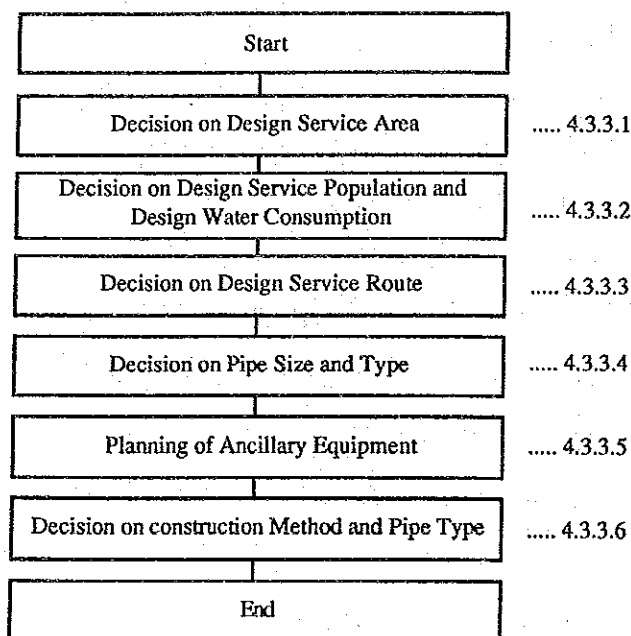 Start
Decision on Design Service Area ..... 4.3.3.1
Decision on Design Service Population and
Design Water Consumption ..... 4.3.3.2
Decision on Design Service Route ..... 4.3.3.3
Decision on Pipe Size and Type ..... 4.3.3.4
Planning of Ancillary Equipment ..... 4.3.3.5
Decision on construction Method and Pipe Type ..... 4.3.3.6
End